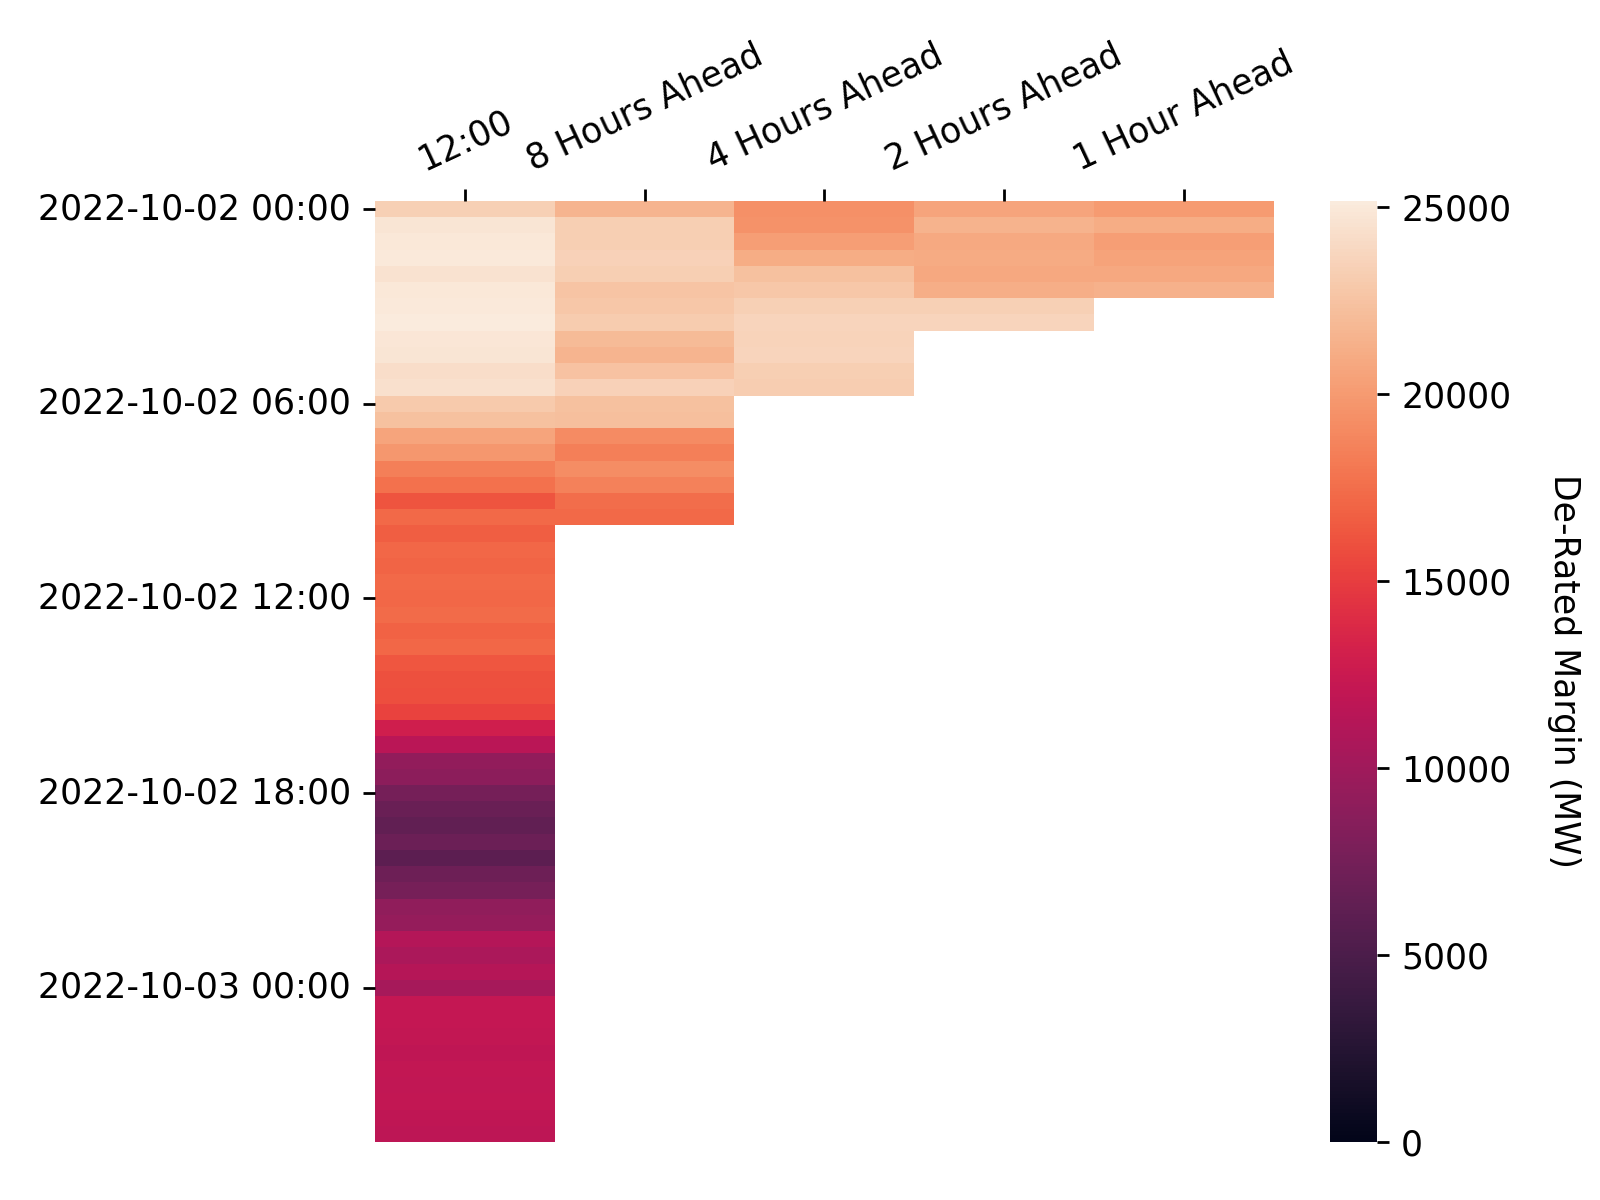 12:00
8 Hours Ahead
4 Hours Ahead
2 Hours Ahead
1 Hour Ahead
2022-10-02 00:00
2022-10-02 06:00
2022-10-02 12:00
2022-10-02 18:00
2022-10-03 00:00
25000
20000
15000
10000
5000
0
De-Rated Margin (MW)